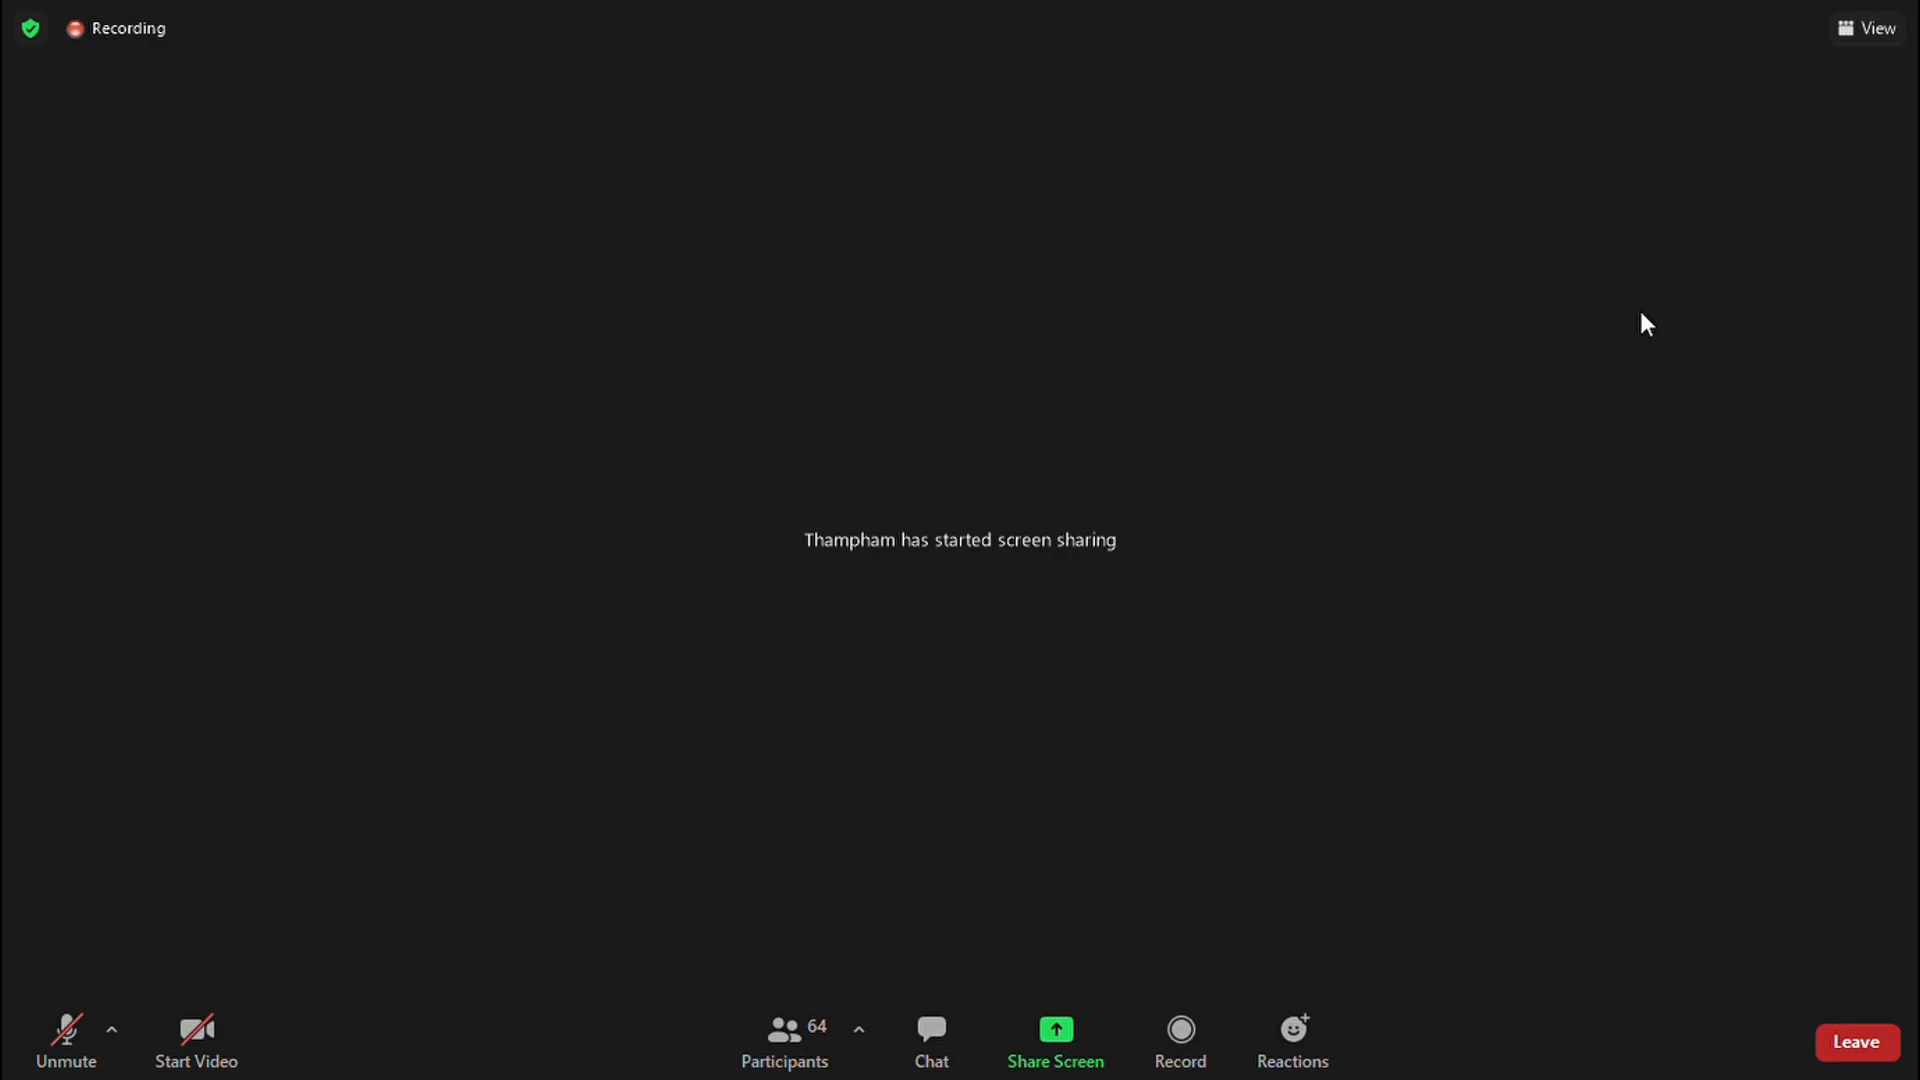 Recording
View
Thampham has started screen sharing
64
Unmute
Start Video
Participants
Chat
Share Screen
Record
Reactions
Leave